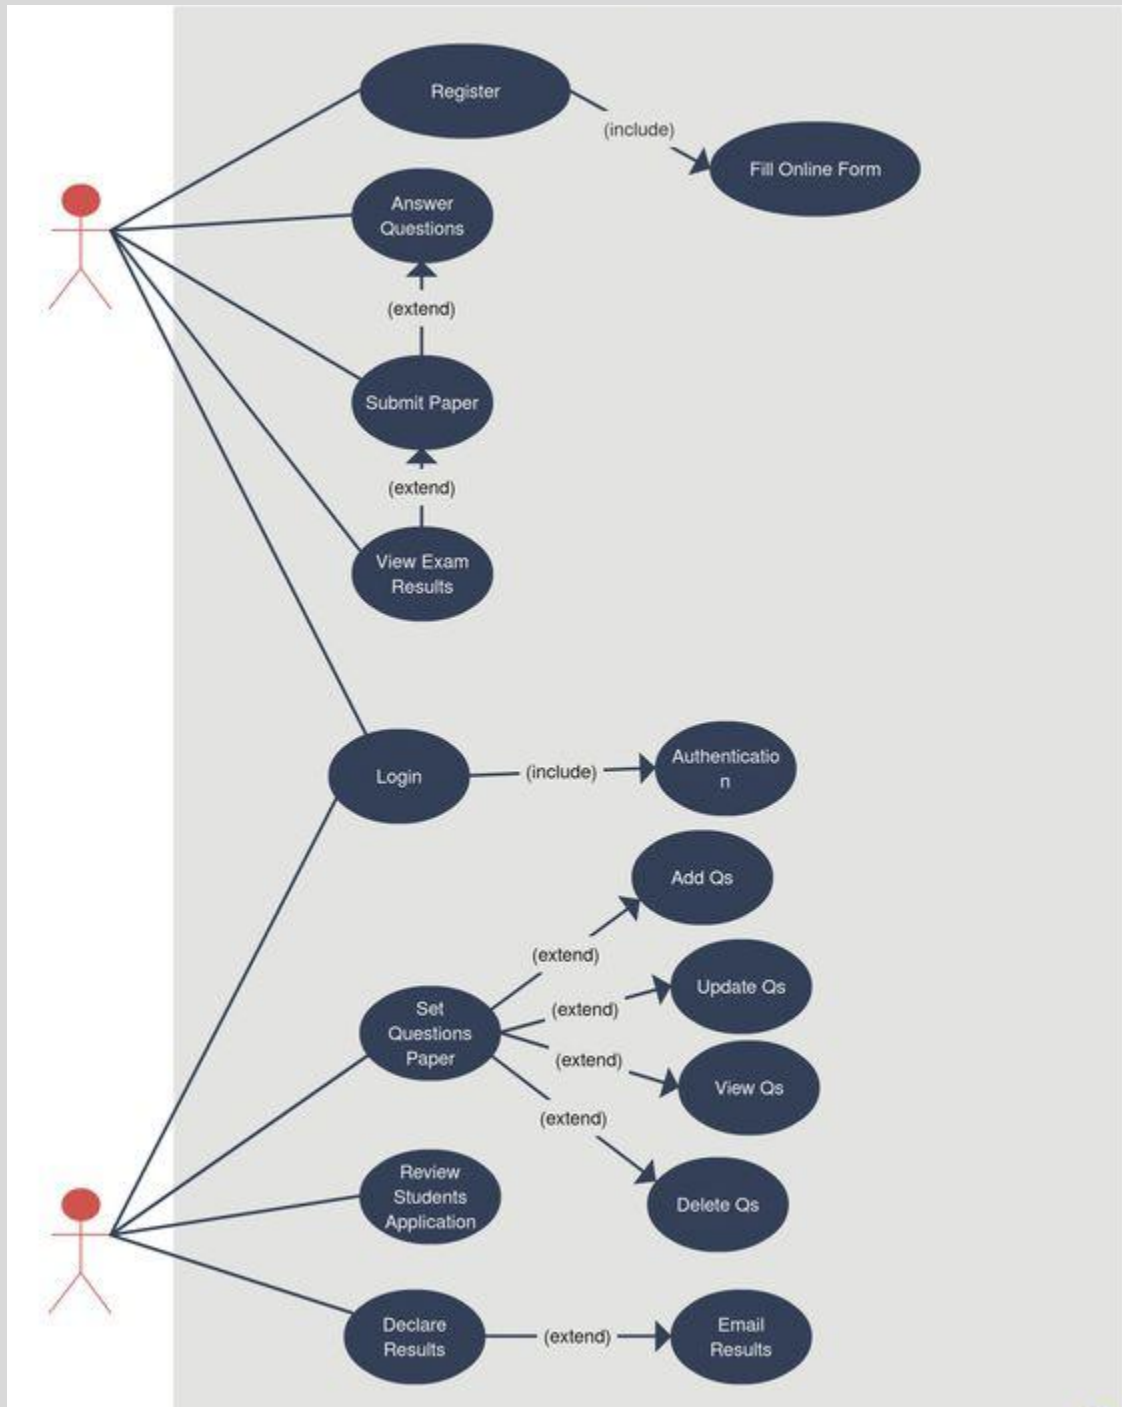 Register
(include)
Fill Online Form
Answer
Questions
(extend)
Submit Paper
(extend)
View Exam
Results
Login
(include)
Authenticatio
n
Add Qs
(extend)
Update Qs
(extend)
Set
Questions
Paper
(extend)
View Qs
(extend)
Delete Qs
Review
Students
Application
Declare
Results
(extend)
Email
Results